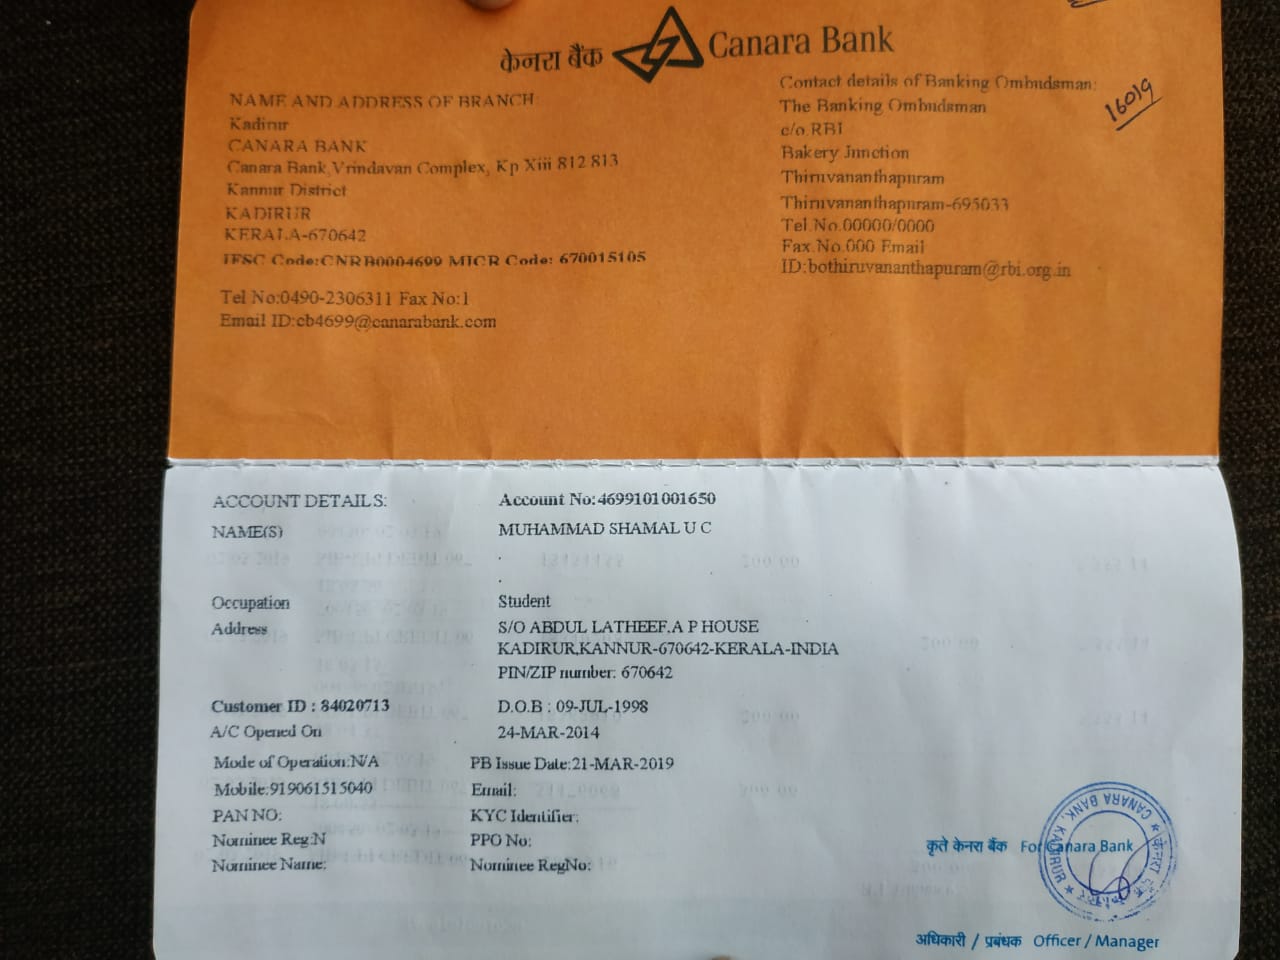 केनरा बैंक Canara Bank
16019
NAME AND ADDRESS OF BRANCH:
Kadirur
CANARA BANK
Canara Bank,Vrindavan Complex, Kp Xiii 812 813
Kannur District
KADIRUR
KERALA-670642
IFSC Code:CNRB0004699 MICR Code: 670015105
Tel No:0490-2306311 Fax No:1
Email ID:cb4699@canarabank.com
Contact details of Banking Ombudsman:
The Banking Ombudsman
c/o.RBI
Bakery Junction
Thiruvananthapuram
Thiruvananthapuram-695033
Tel.No.00000/0000
Fax.No.000 Email
ID:bothiruvananthapuram@rbi.org.in
ACCOUNT DETAILS: Account No:4699101001650
NAME(S) MUHAMMAD SHAMAL U C
.
.
Occupation Student
Address S/O ABDUL LATHEEF.A P HOUSE
KADIRUR,KANNUR-670642-KERALA-INDIA
PIN/ZIP number: 670642
Customer ID : 84020713 D.O.B : 09-JUL-1998
A/C Opened On 24-MAR-2014
Mode of Operation:N/A PB Issue Date:21-MAR-2019
Mobile:919061515040 Email:
PAN NO: KYC Identifier:
Nominee Reg:N PPO No:
Nominee Name: Nominee RegNo:
कृते केनरा बैंक For Canara Bank
CANARA BANK, KADIRUR
अधिकारी / प्रबंधक Officer / Manager